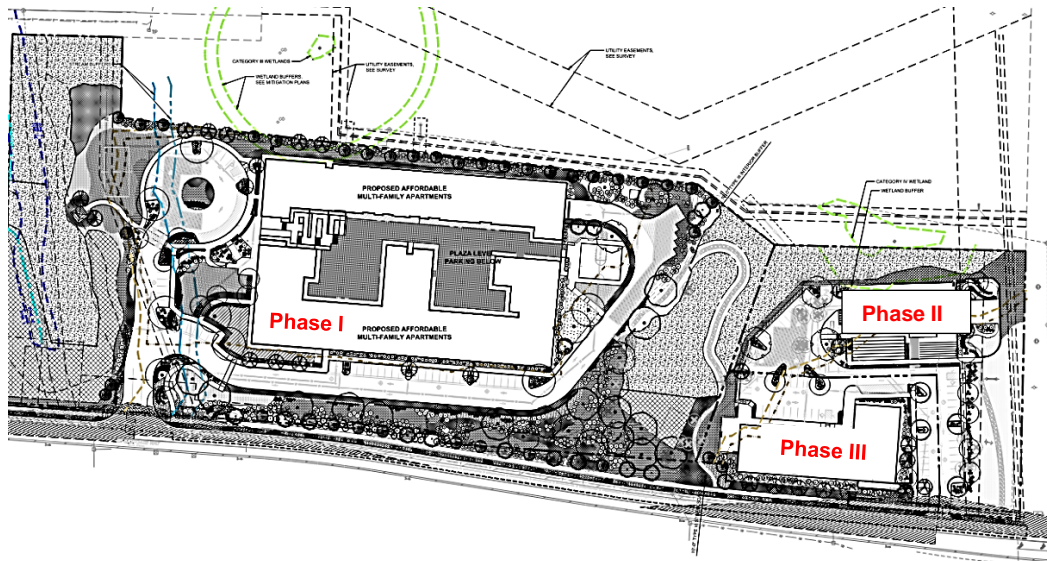 UTILITY EASEMENTS,
SEE SURVEY
CATEGORY III WETLANDS
UTILITY EASEMENTS,
SEE SURVEY
WETLAND BUFFERS,
SEE MITIGATION PLANS
PROPOSED AFFORDABLE
MULTI-FAMILY APARTMENTS
CATEGORY IV WETLAND
WETLAND BUFFER
PLAZA LEVEL
PARKING BELOW
Phase I
PROPOSED AFFORDABLE
MULTI-FAMILY APARTMENTS
Phase II
Phase III
INTERIOR BUFFER